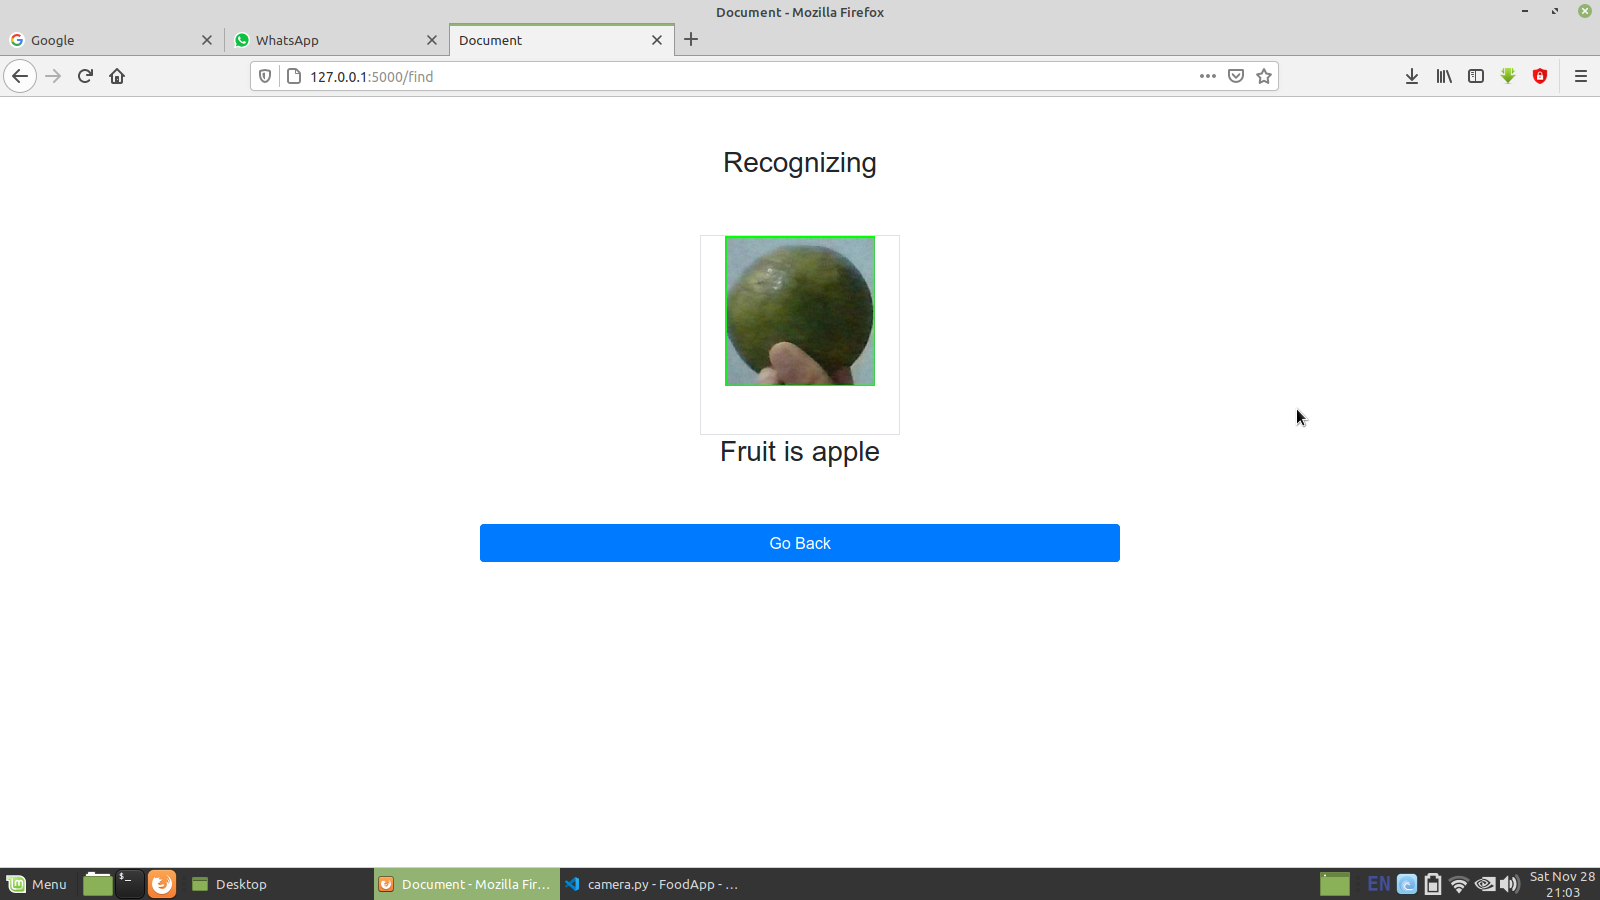 Document - Mozilla Firefox
Google
WhatsApp
Document
127.0.0.1:5000/find
Recognizing
Fruit is apple
Go Back
Menu
Desktop
Document - Mozilla Fir...
camera.py - FoodApp - ...
EN
Sat Nov 28
21:03